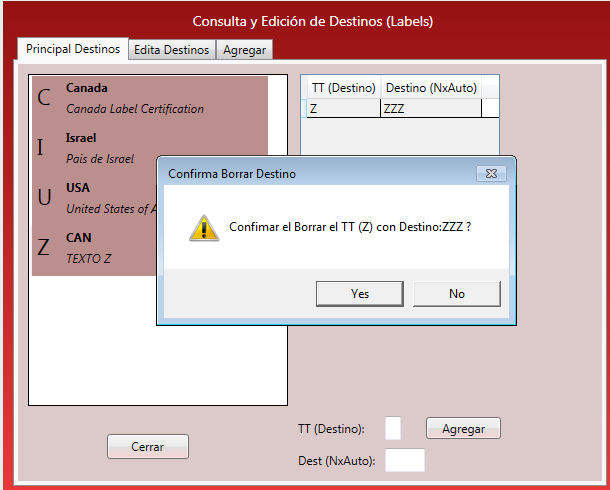 Consulta y Edición de Destinos (Labels)
Principal Destinos
Edita Destinos
Agregar
C
Canada
Canada Label Certification
I
Israel
Pais de Israel
U
USA
United States of A
Z
CAN
TEXTO Z
TT (Destino)
Destino (NxAuto)
Z
ZZZ
Confirma Borrar Destino
Confimar el Borrar el TT (Z) con Destino:ZZZ ?
Yes
No
TT (Destino):
Agregar
Dest (NxAuto):
Cerrar